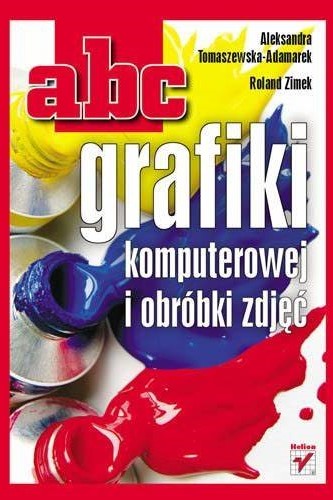 Aleksandra
Tomaszewska-Adamarek
Roland Zimek
abc
grafiki
komputerowej
i obróbki zdjęć
Helion